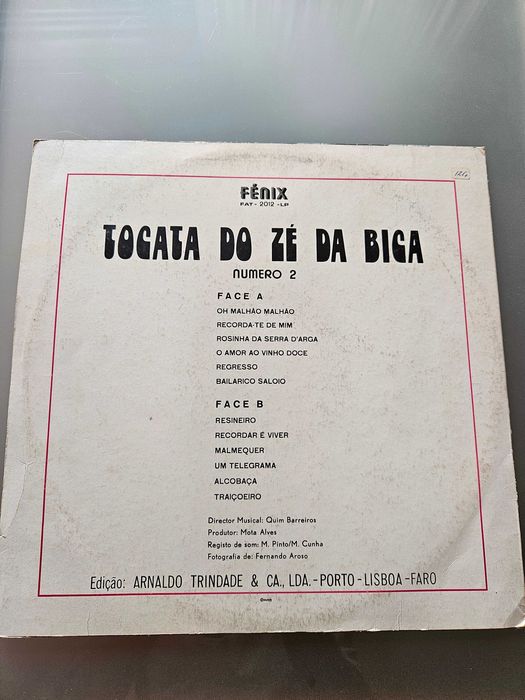 126
FÉNIX
FAT - 2012 - LP
TOCATA DO ZÉ DA BICA
NUMERO 2
FACE A
OH MALHÃO MALHÃO
RECORDA-TE DE MIM
ROSINHA DA SERRA D'ARGA
O AMOR AO VINHO DOCE
REGRESSO
BAILARICO SALOIO
FACE B
RESINEIRO
RECORDAR É VIVER
MALMEQUER
UM TELEGRAMA
ALCOBAÇA
TRAIÇOEIRO
Director Musical: Quim Barreiros
Produtor: Mota Alves
Registo de som: M. Pinto/M. Cunha
Fotografia de: Fernando Aroso
Edição: ARNALDO TRINDADE & CA., LDA. - PORTO - LISBOA - FARO